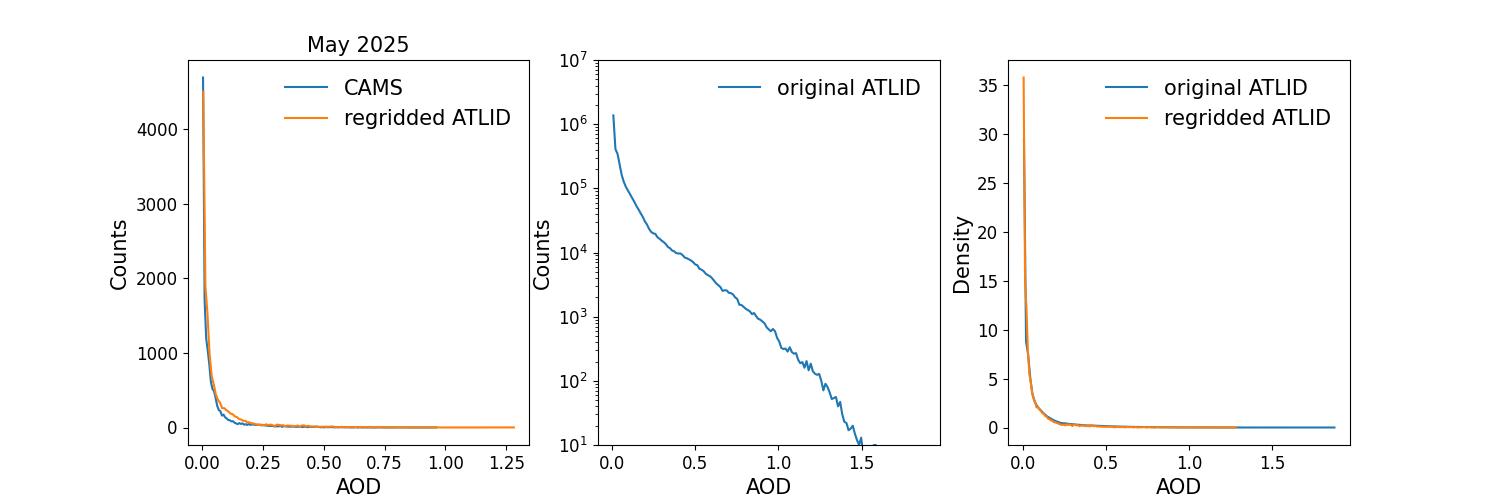 May 2025
CAMS
regridded ATLID
Counts
4000
3000
2000
1000
0
0.00 0.25 0.50 0.75 1.00 1.25
AOD
original ATLID
Counts
10^7
10^6
10^5
10^4
10^3
10^2
10^1
0.0 0.5 1.0 1.5
AOD
original ATLID
regridded ATLID
Density
35
30
25
20
15
10
5
0
0.0 0.5 1.0 1.5
AOD